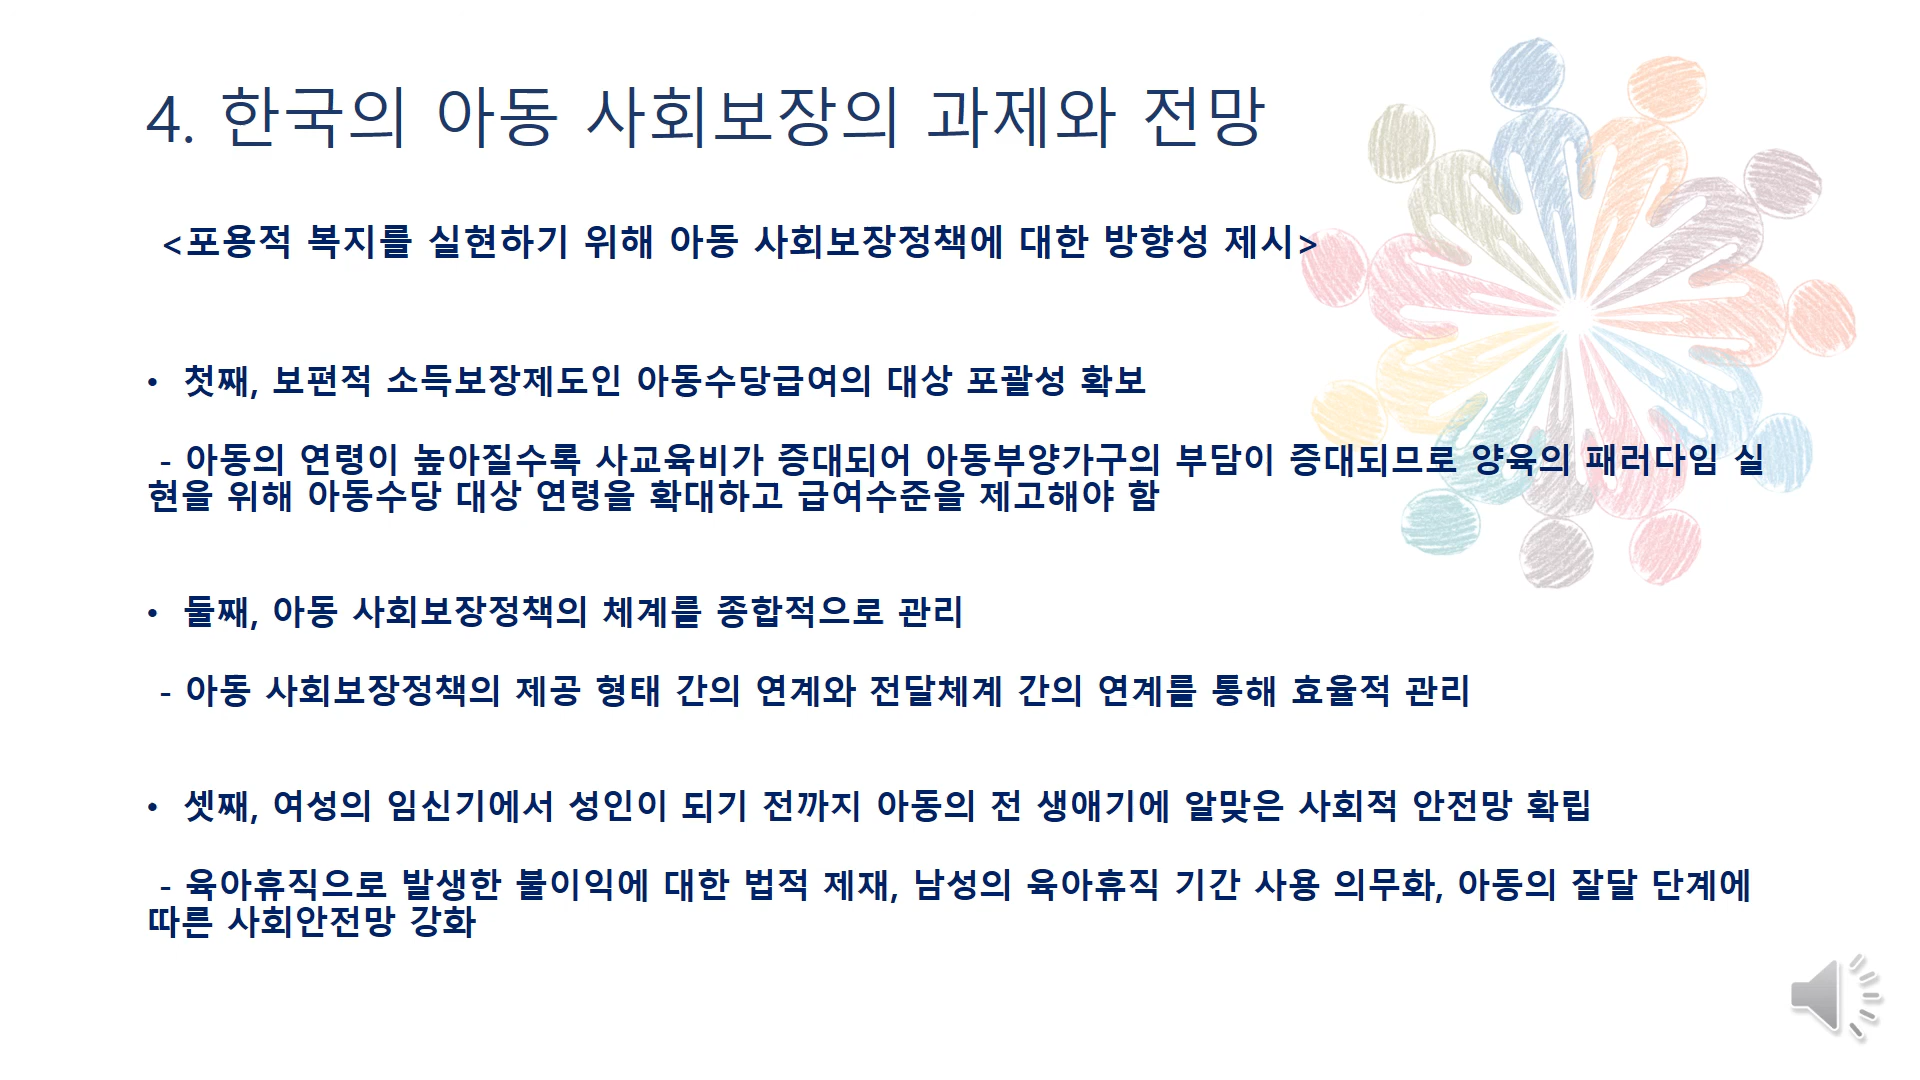 4. 한국의 아동 사회보장의 과제와 전망
<포용적 복지를 실현하기 위해 아동 사회보장정책에 대한 방향성 제시>
• 첫째, 보편적 소득보장제도인 아동수당급여의 대상 포괄성 확보
- 아동의 연령이 높아질수록 사교육비가 증대되어 아동부양가구의 부담이 증대되므로 양육의 패러다임 실
현을 위해 아동수당 대상 연령을 확대하고 급여수준을 제고해야 함
• 둘째, 아동 사회보장정책의 체계를 종합적으로 관리
- 아동 사회보장정책의 제공 형태 간의 연계와 전달체계 간의 연계를 통해 효율적 관리
• 셋째, 여성의 임신기에서 성인이 되기 전까지 아동의 전 생애기에 알맞은 사회적 안전망 확립
- 육아휴직으로 발생한 불이익에 대한 법적 제재, 남성의 육아휴직 기간 사용 의무화, 아동의 잘달 단계에
따른 사회안전망 강화